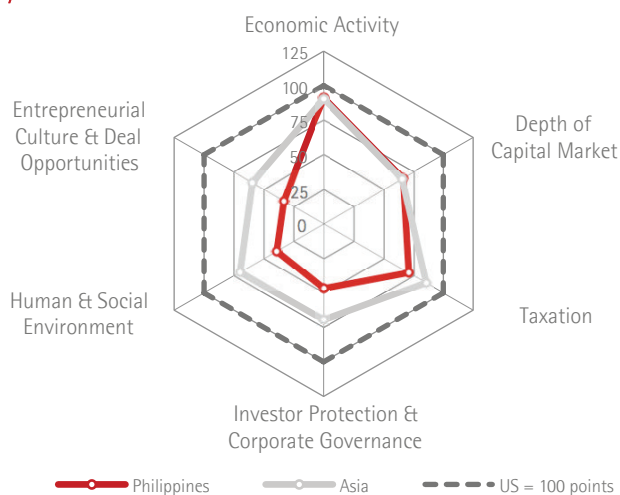 Economic Activity
125
100
75
50
25
0
Entrepreneurial
Culture & Deal
Opportunities
Depth of
Capital Market
Human & Social
Environment
Taxation
Investor Protection &
Corporate Governance
Philippines
Asia
US = 100 points